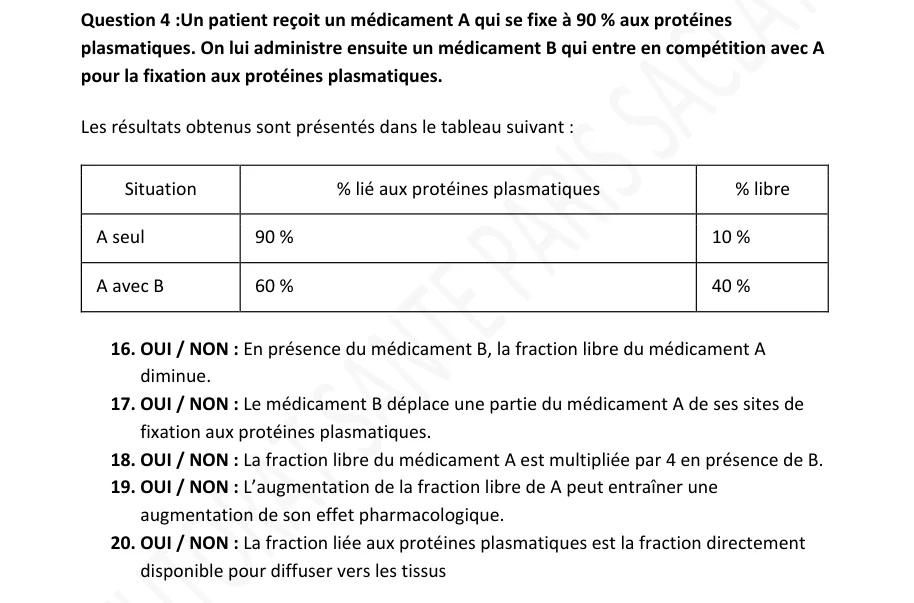 Question 4 :Un patient reçoit un médicament A qui se fixe à 90 % aux protéines
plasmatiques. On lui administre ensuite un médicament B qui entre en compétition avec A
pour la fixation aux protéines plasmatiques.
Les résultats obtenus sont présentés dans le tableau suivant :
Situation % lié aux protéines plasmatiques % libre
A seul 90 % 10 %
A avec B 60 % 40 %
16. OUI / NON : En présence du médicament B, la fraction libre du médicament A
diminue.
17. OUI / NON : Le médicament B déplace une partie du médicament A de ses sites de
fixation aux protéines plasmatiques.
18. OUI / NON : La fraction libre du médicament A est multipliée par 4 en présence de B.
19. OUI / NON : L’augmentation de la fraction libre de A peut entraîner une
augmentation de son effet pharmacologique.
20. OUI / NON : La fraction liée aux protéines plasmatiques est la fraction directement
disponible pour diffuser vers les tissus
SANTE PARIS SACLAY